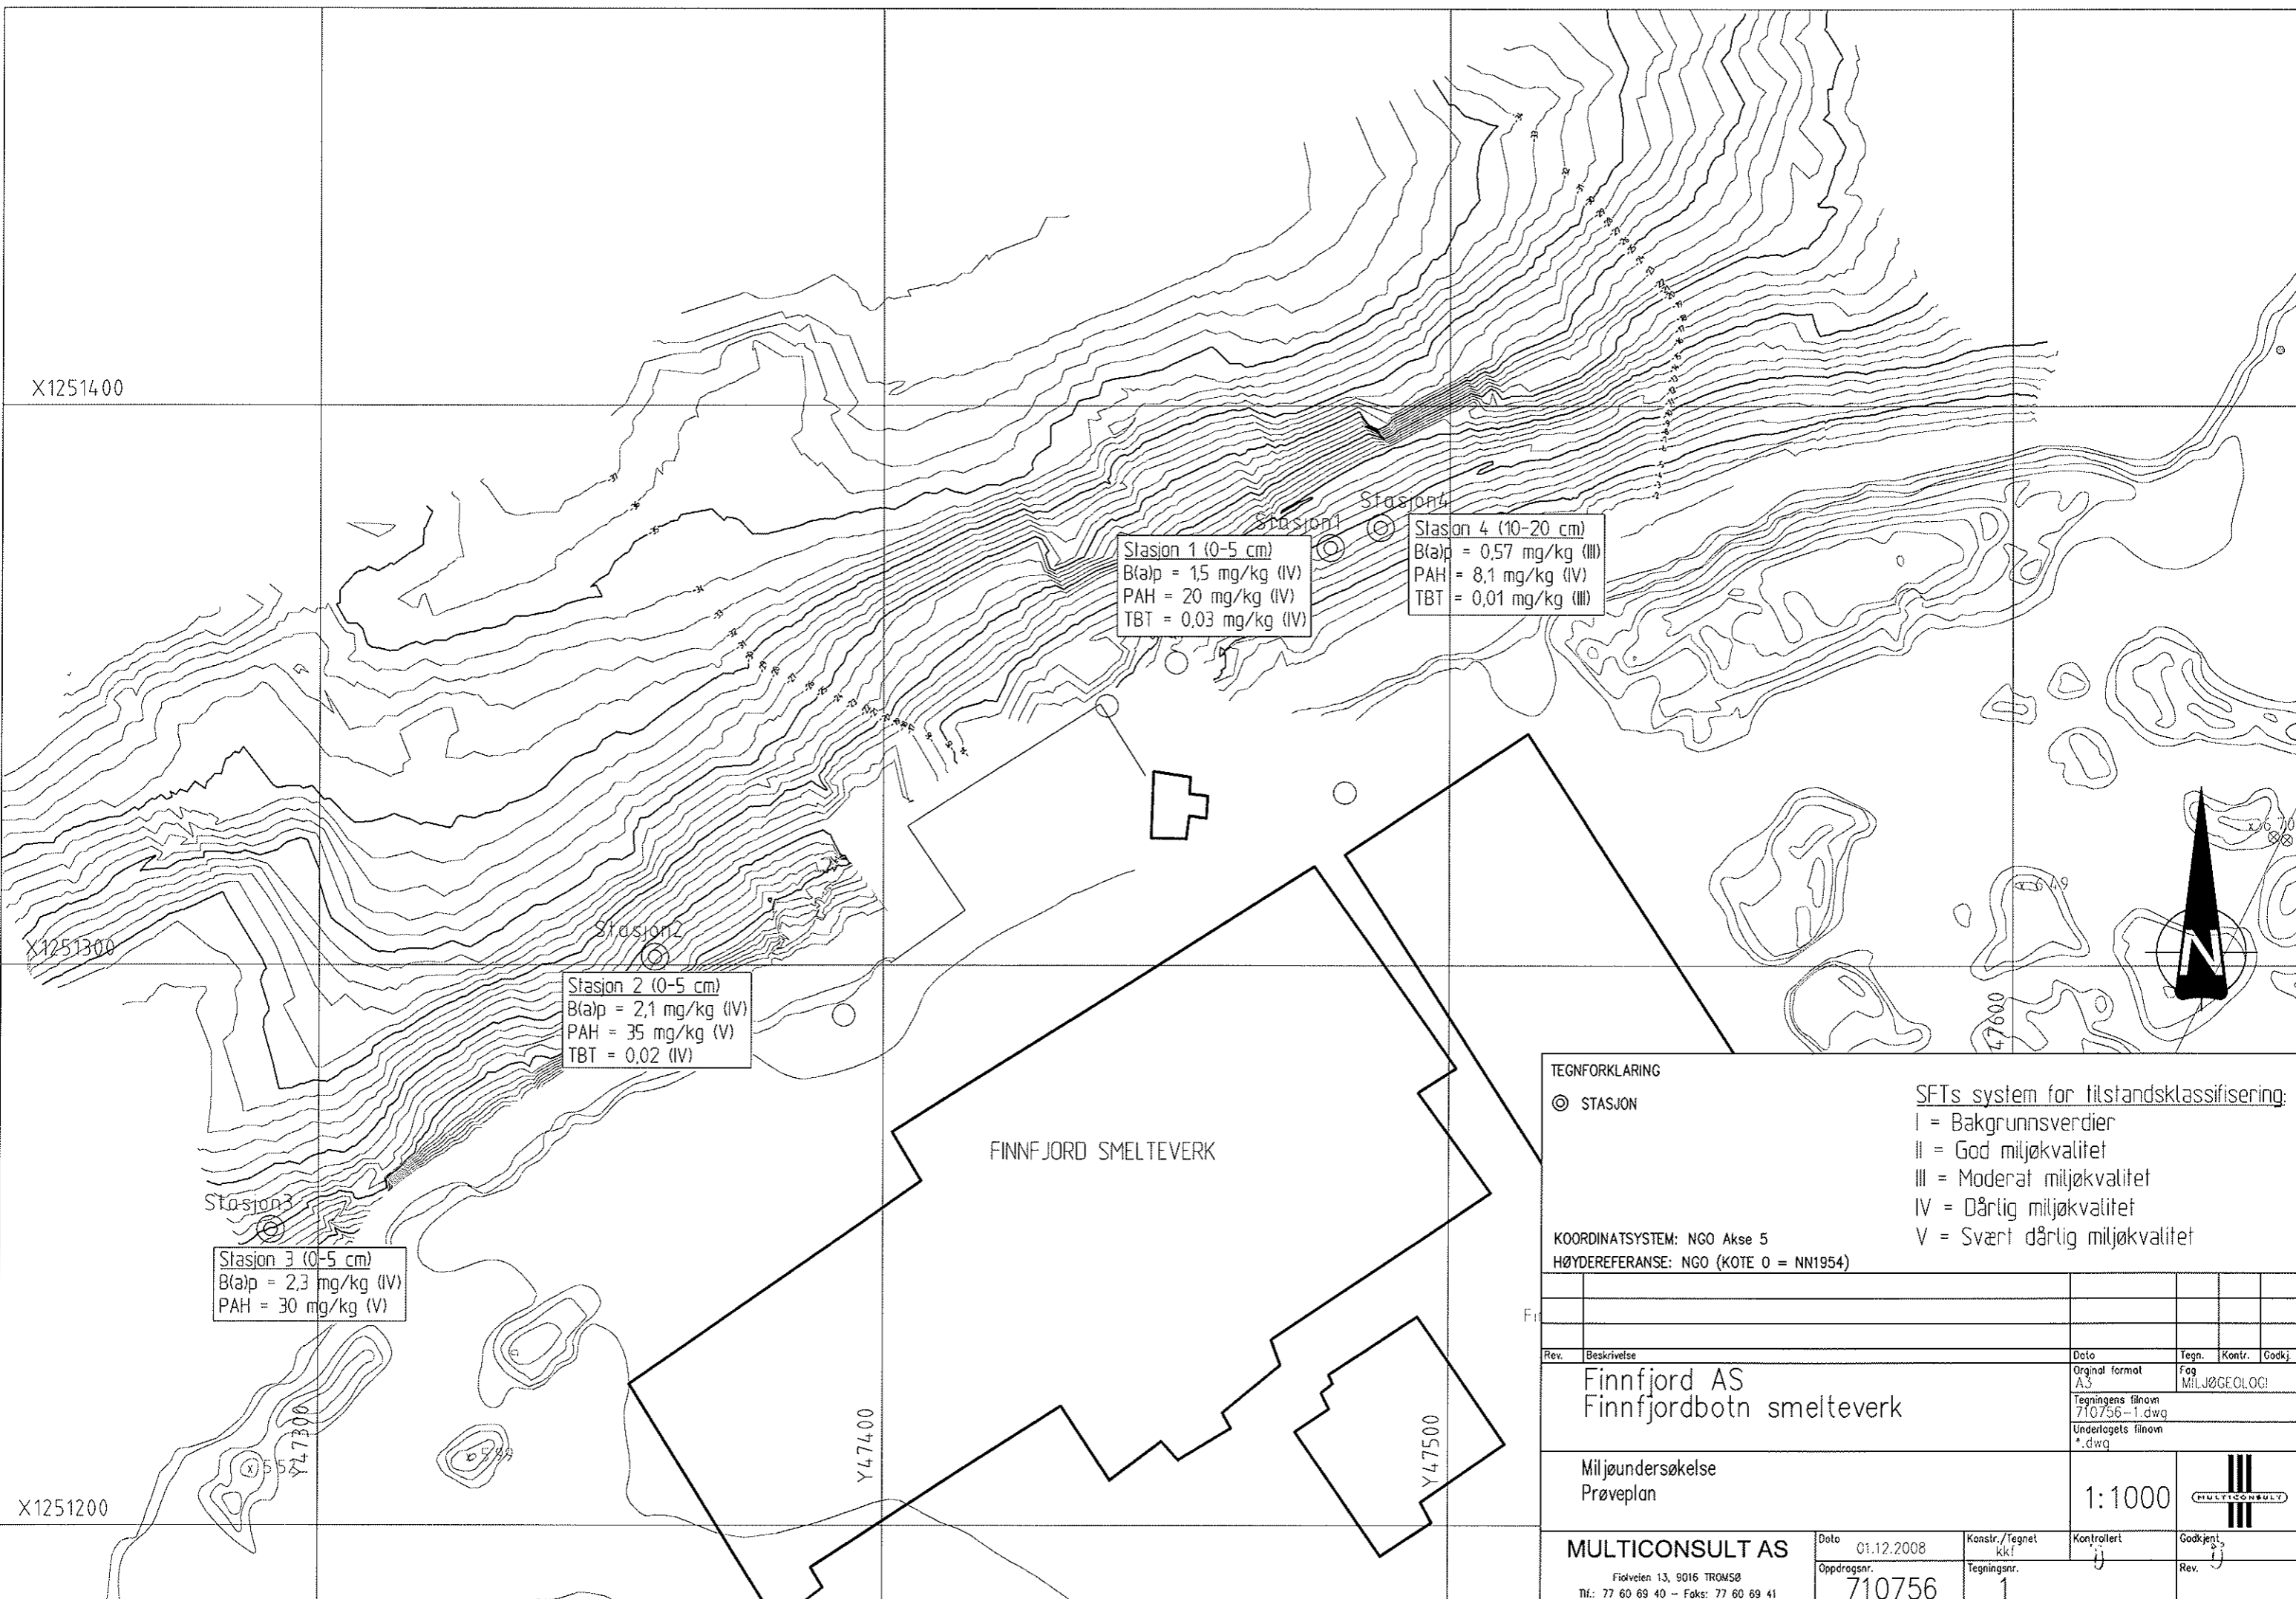 X1251400
Stasjon4
Stasjon1
Stasjon 4 (10-20 cm)
B(a)p = 0,57 mg/kg (III)
PAH = 8,1 mg/kg (IV)
TBT = 0,01 mg/kg (III)
Stasjon 1 (0-5 cm)
B(a)p = 1,5 mg/kg (IV)
PAH = 20 mg/kg (IV)
TBT = 0,03 mg/kg (IV)
X1251300
Stasjon2
Stasjon 2 (0-5 cm)
B(a)p = 2,1 mg/kg (IV)
PAH = 35 mg/kg (V)
TBT = 0,02 (IV)
N
47600
Stasjon3
Stasjon 3 (0-5 cm)
B(a)p = 2,3 mg/kg (IV)
PAH = 30 mg/kg (V)
FINNFJORD SMELTEVERK
Y47300
Y47400
Y47500
X1251200
TEGNFORKLARING
STASJON
SFTs system for tilstandsklassifisering:
I = Bakgrunnsverdier
II = God miljøkvalitet
III = Moderat miljøkvalitet
IV = Dårlig miljøkvalitet
V = Svært dårlig miljøkvalitet
KOORDINATSYSTEM: NGO Akse 5
HØYDEREFERANSE: NGO (KOTE 0 = NN1954)
Rev. Beskrivelse Dato Tegn. Kontr. Godkj.
Finnfjord AS
Finnfjordbotn smelteverk
Orginal format
A3
Fag
MILJØGEOLOGI
Tegningens filnavn
710756-1.dwg
Underlagets filnavn
*.dwg
Miljøundersøkelse
Prøveplan
1:1000
MULTICONSULT
MULTICONSULT AS
Fiolveien 13, 9016 TROMSØ
Tlf.: 77 60 69 40 - Faks: 77 60 69 41
Dato
01.12.2008
Konstr./Tegnet
kkf
Kontrollert
Godkjent
Oppdragsnr.
710756
Tegningsnr.
1
Rev.